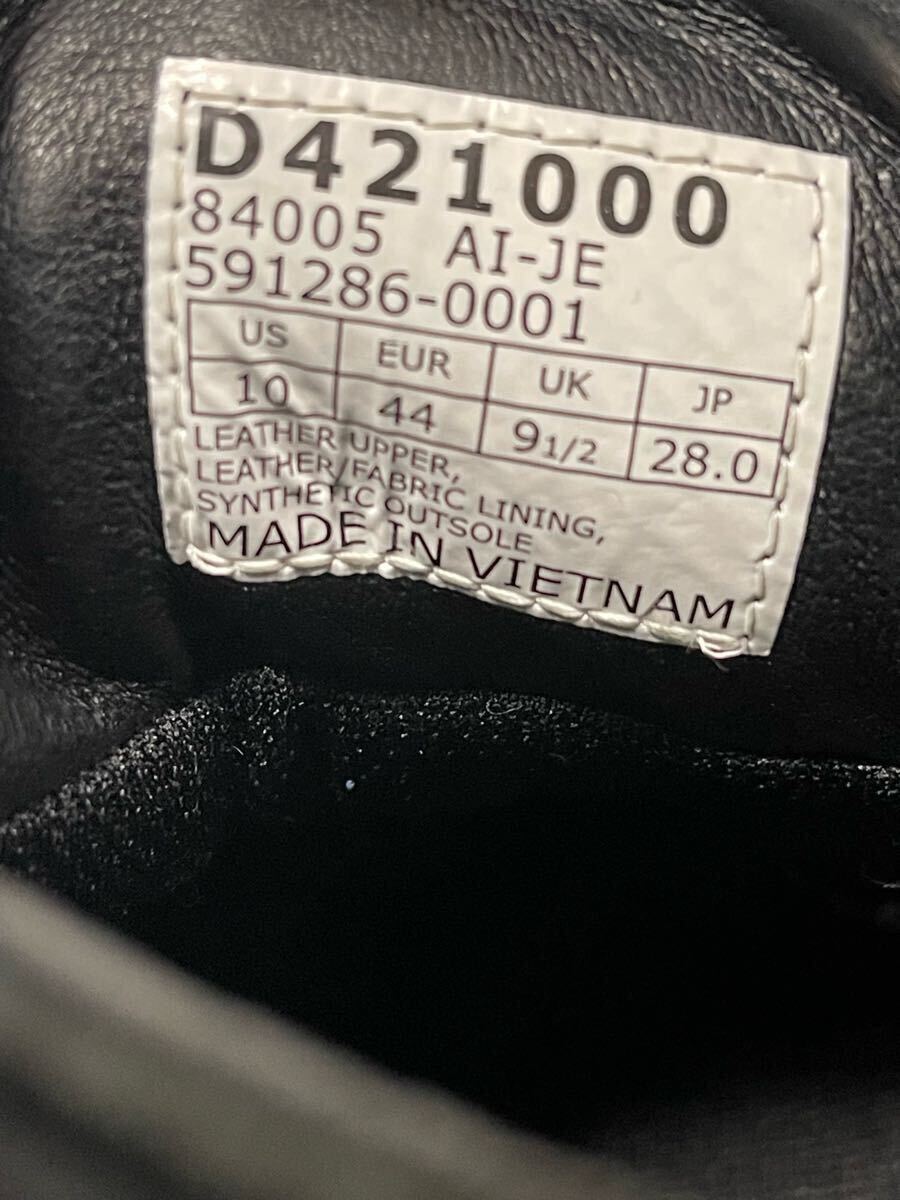 D421000
84005 AI-JE
591286-0001
US EUR UK JP
10 44 9 1/2 28.0
LEATHER UPPER,
LEATHER/FABRIC LINING,
SYNTHETIC OUTSOLE
MADE IN VIETNAM